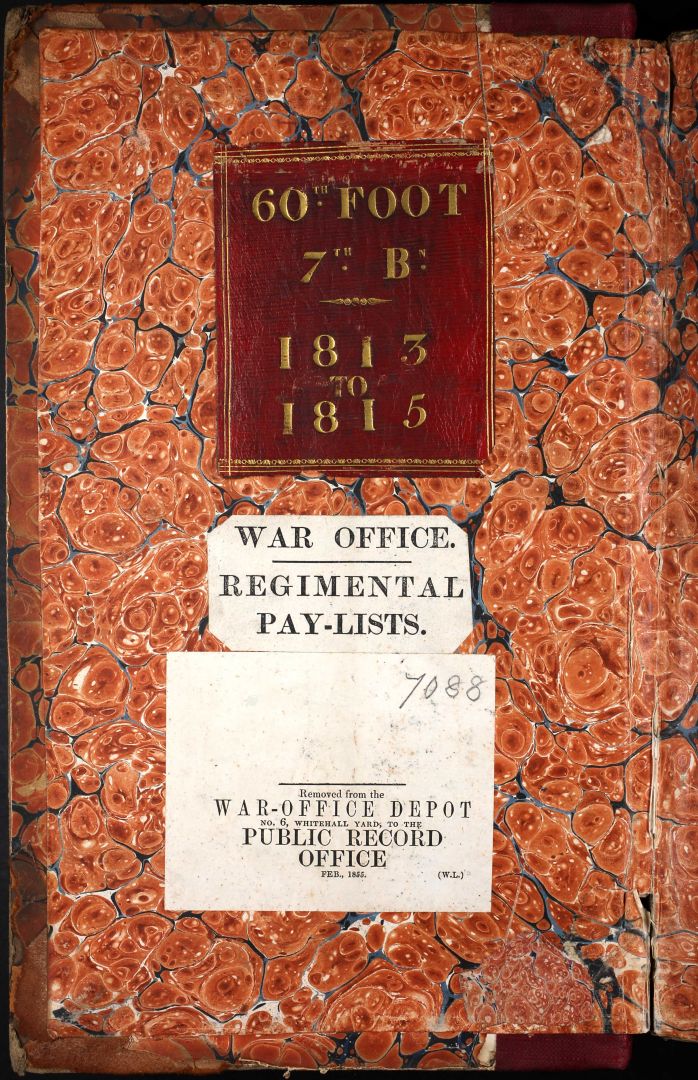 60TH. FOOT
7TH. BN.
1813
TO
1815
WAR OFFICE.
REGIMENTAL
PAY-LISTS.
7088
Removed from the
WAR-OFFICE DEPOT
NO. 6, WHITEHALL YARD, TO THE
PUBLIC RECORD
OFFICE
FEB., 1855. (W.L.)